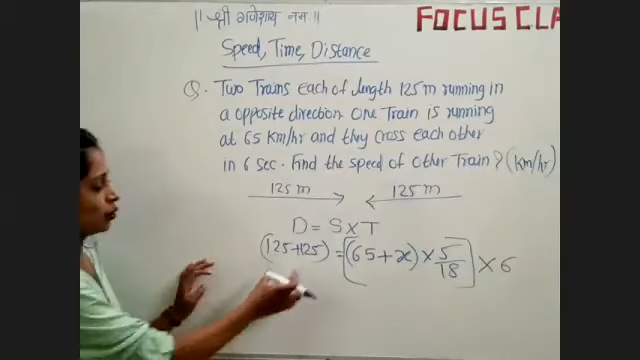 ||श्री गणेशाय नमः||
FOCUS CLA
Speed, Time, Distance
Q. Two Trains each of length 125 m running in
a opposite direction One Train is running
at 65 Km/hr and they Cross each other
in 6 sec. Find the speed of other Train? (km/hr)
125 m 125 m
D = S x T
(125+125) = [(65 + x) × 5/18] × 6